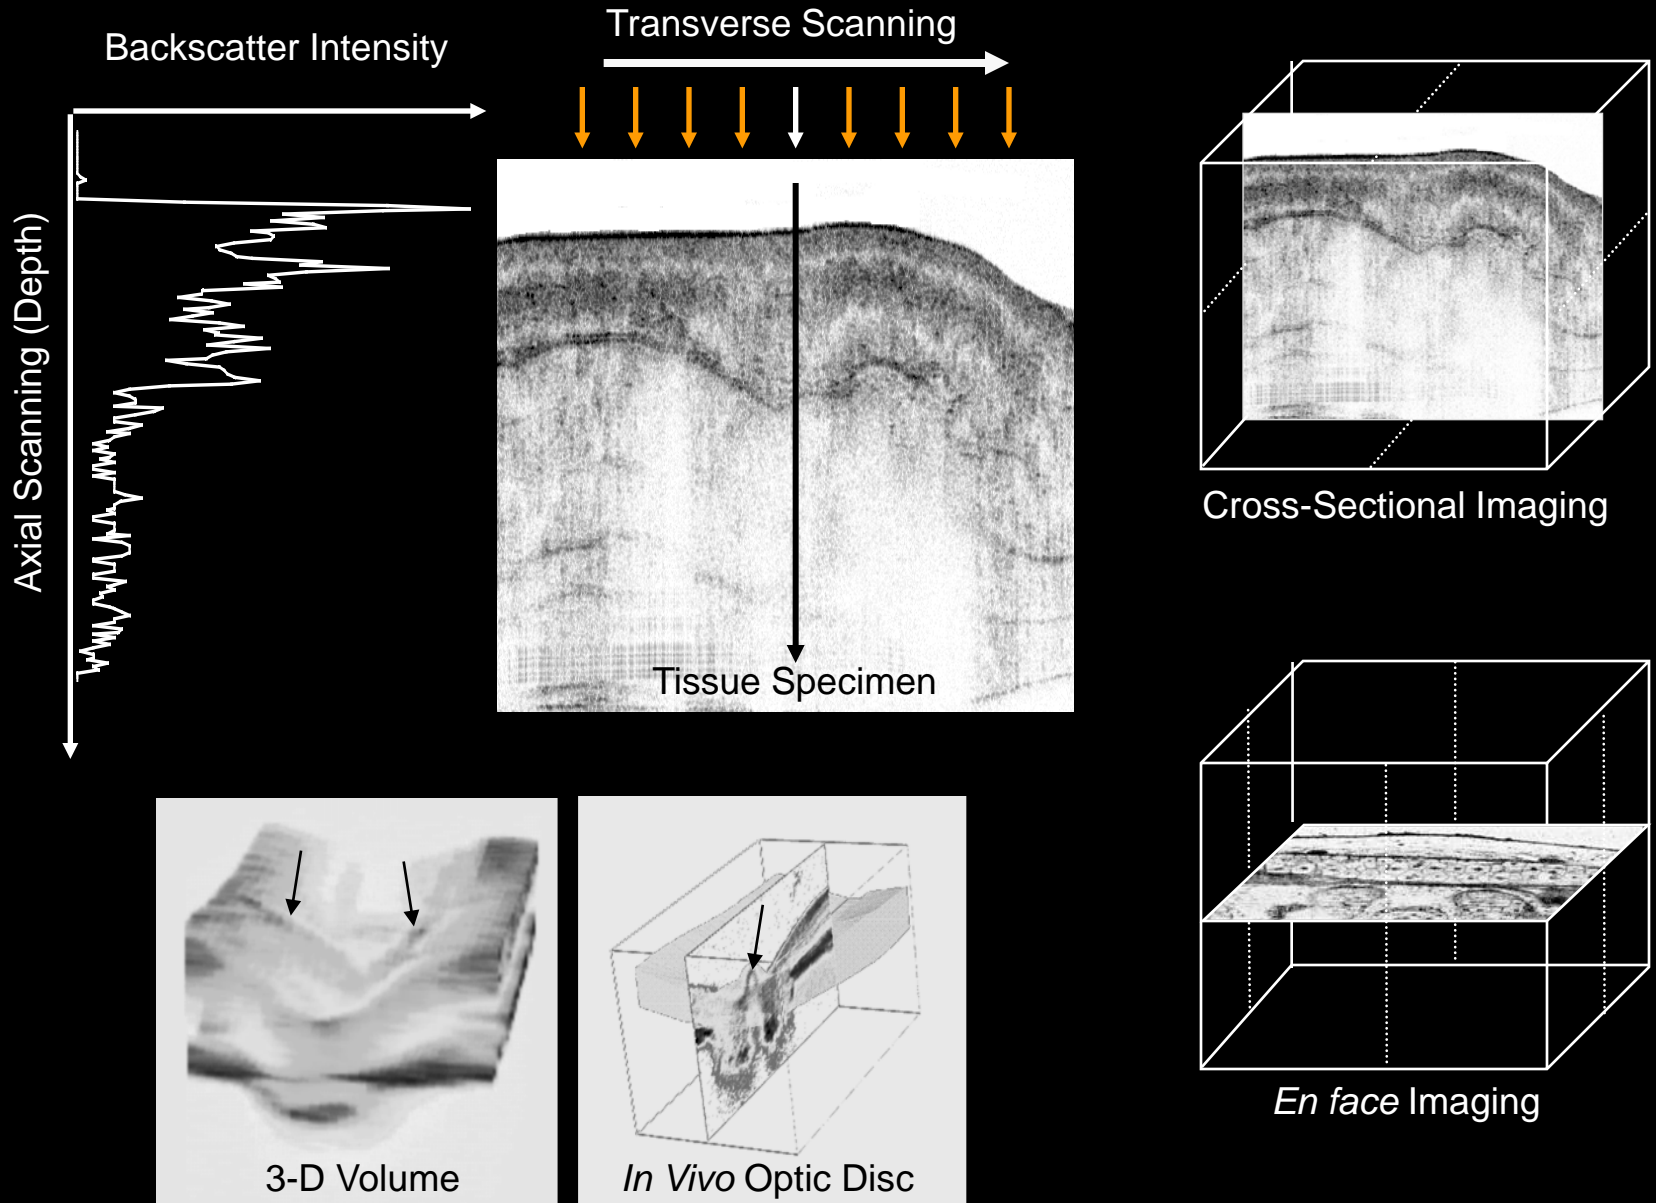 Backscatter Intensity
Transverse Scanning
Axial Scanning (Depth)
Tissue Specimen
Cross-Sectional Imaging
3-D Volume
In Vivo Optic Disc
En face Imaging